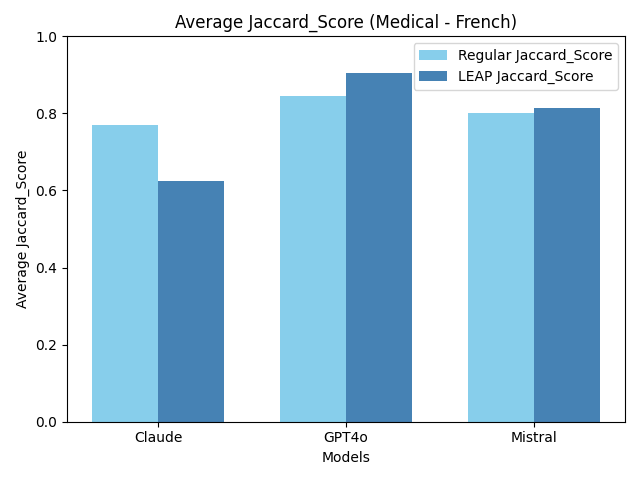 Average Jaccard_Score (Medical - French)
Regular Jaccard_Score
LEAP Jaccard_Score
Average Jaccard_Score
1.0
0.8
0.6
0.4
0.2
0.0
Claude
GPT4o
Mistral
Models